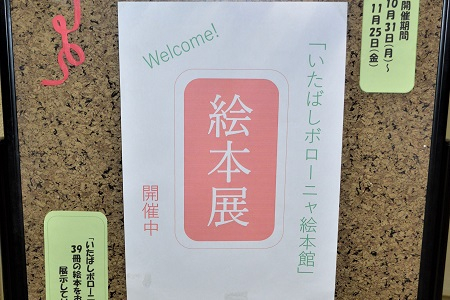 開催期間
10月31日(月)~
11月25日(金)
Welcome!
「いたばしボローニャ絵本館」
絵本展
開催中
「いたばしボローニ
39冊の絵本を
展示して